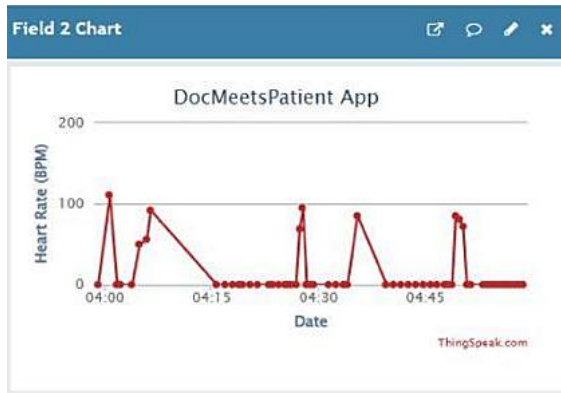 Field 2 Chart
DocMeetsPatient App
Heart Rate (BPM)
200
100
0
04:00 04:15 04:30 04:45
Date
ThingSpeak.com